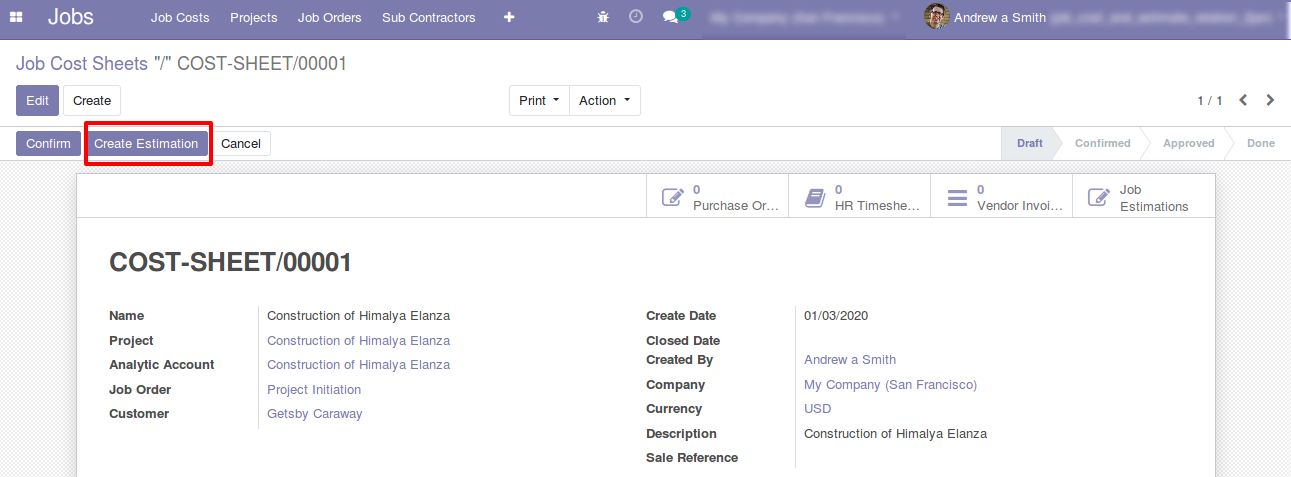 Jobs Job Costs Projects Job Orders Sub Contractors 3 My Company (San Francisco) Andrew a Smith
Job Cost Sheets "/" COST-SHEET/00001
Edit Create Print Action 1 / 1
Confirm Create Estimation Cancel Draft Confirmed Approved Done
0 Purchase Or...
0 HR Timeshe...
0 Vendor Invoi...
Job Estimations
COST-SHEET/00001
Name Construction of Himalya Elanza
Project Construction of Himalya Elanza
Analytic Account Construction of Himalya Elanza
Job Order Project Initiation
Customer Getsby Caraway
Create Date 01/03/2020
Closed Date
Created By Andrew a Smith
Company My Company (San Francisco)
Currency USD
Description Construction of Himalya Elanza
Sale Reference